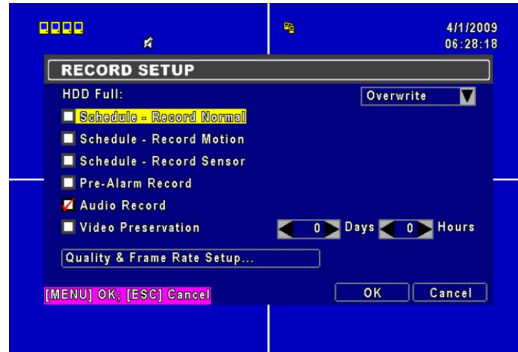 4/1/2009
06:28:18
RECORD SETUP
HDD Full: Overwrite
Schedule - Record Normal
Schedule - Record Motion
Schedule - Record Sensor
Pre-Alarm Record
Audio Record
Video Preservation 0 Days 0 Hours
Quality & Frame Rate Setup...
[MENU] OK; [ESC] Cancel OK Cancel